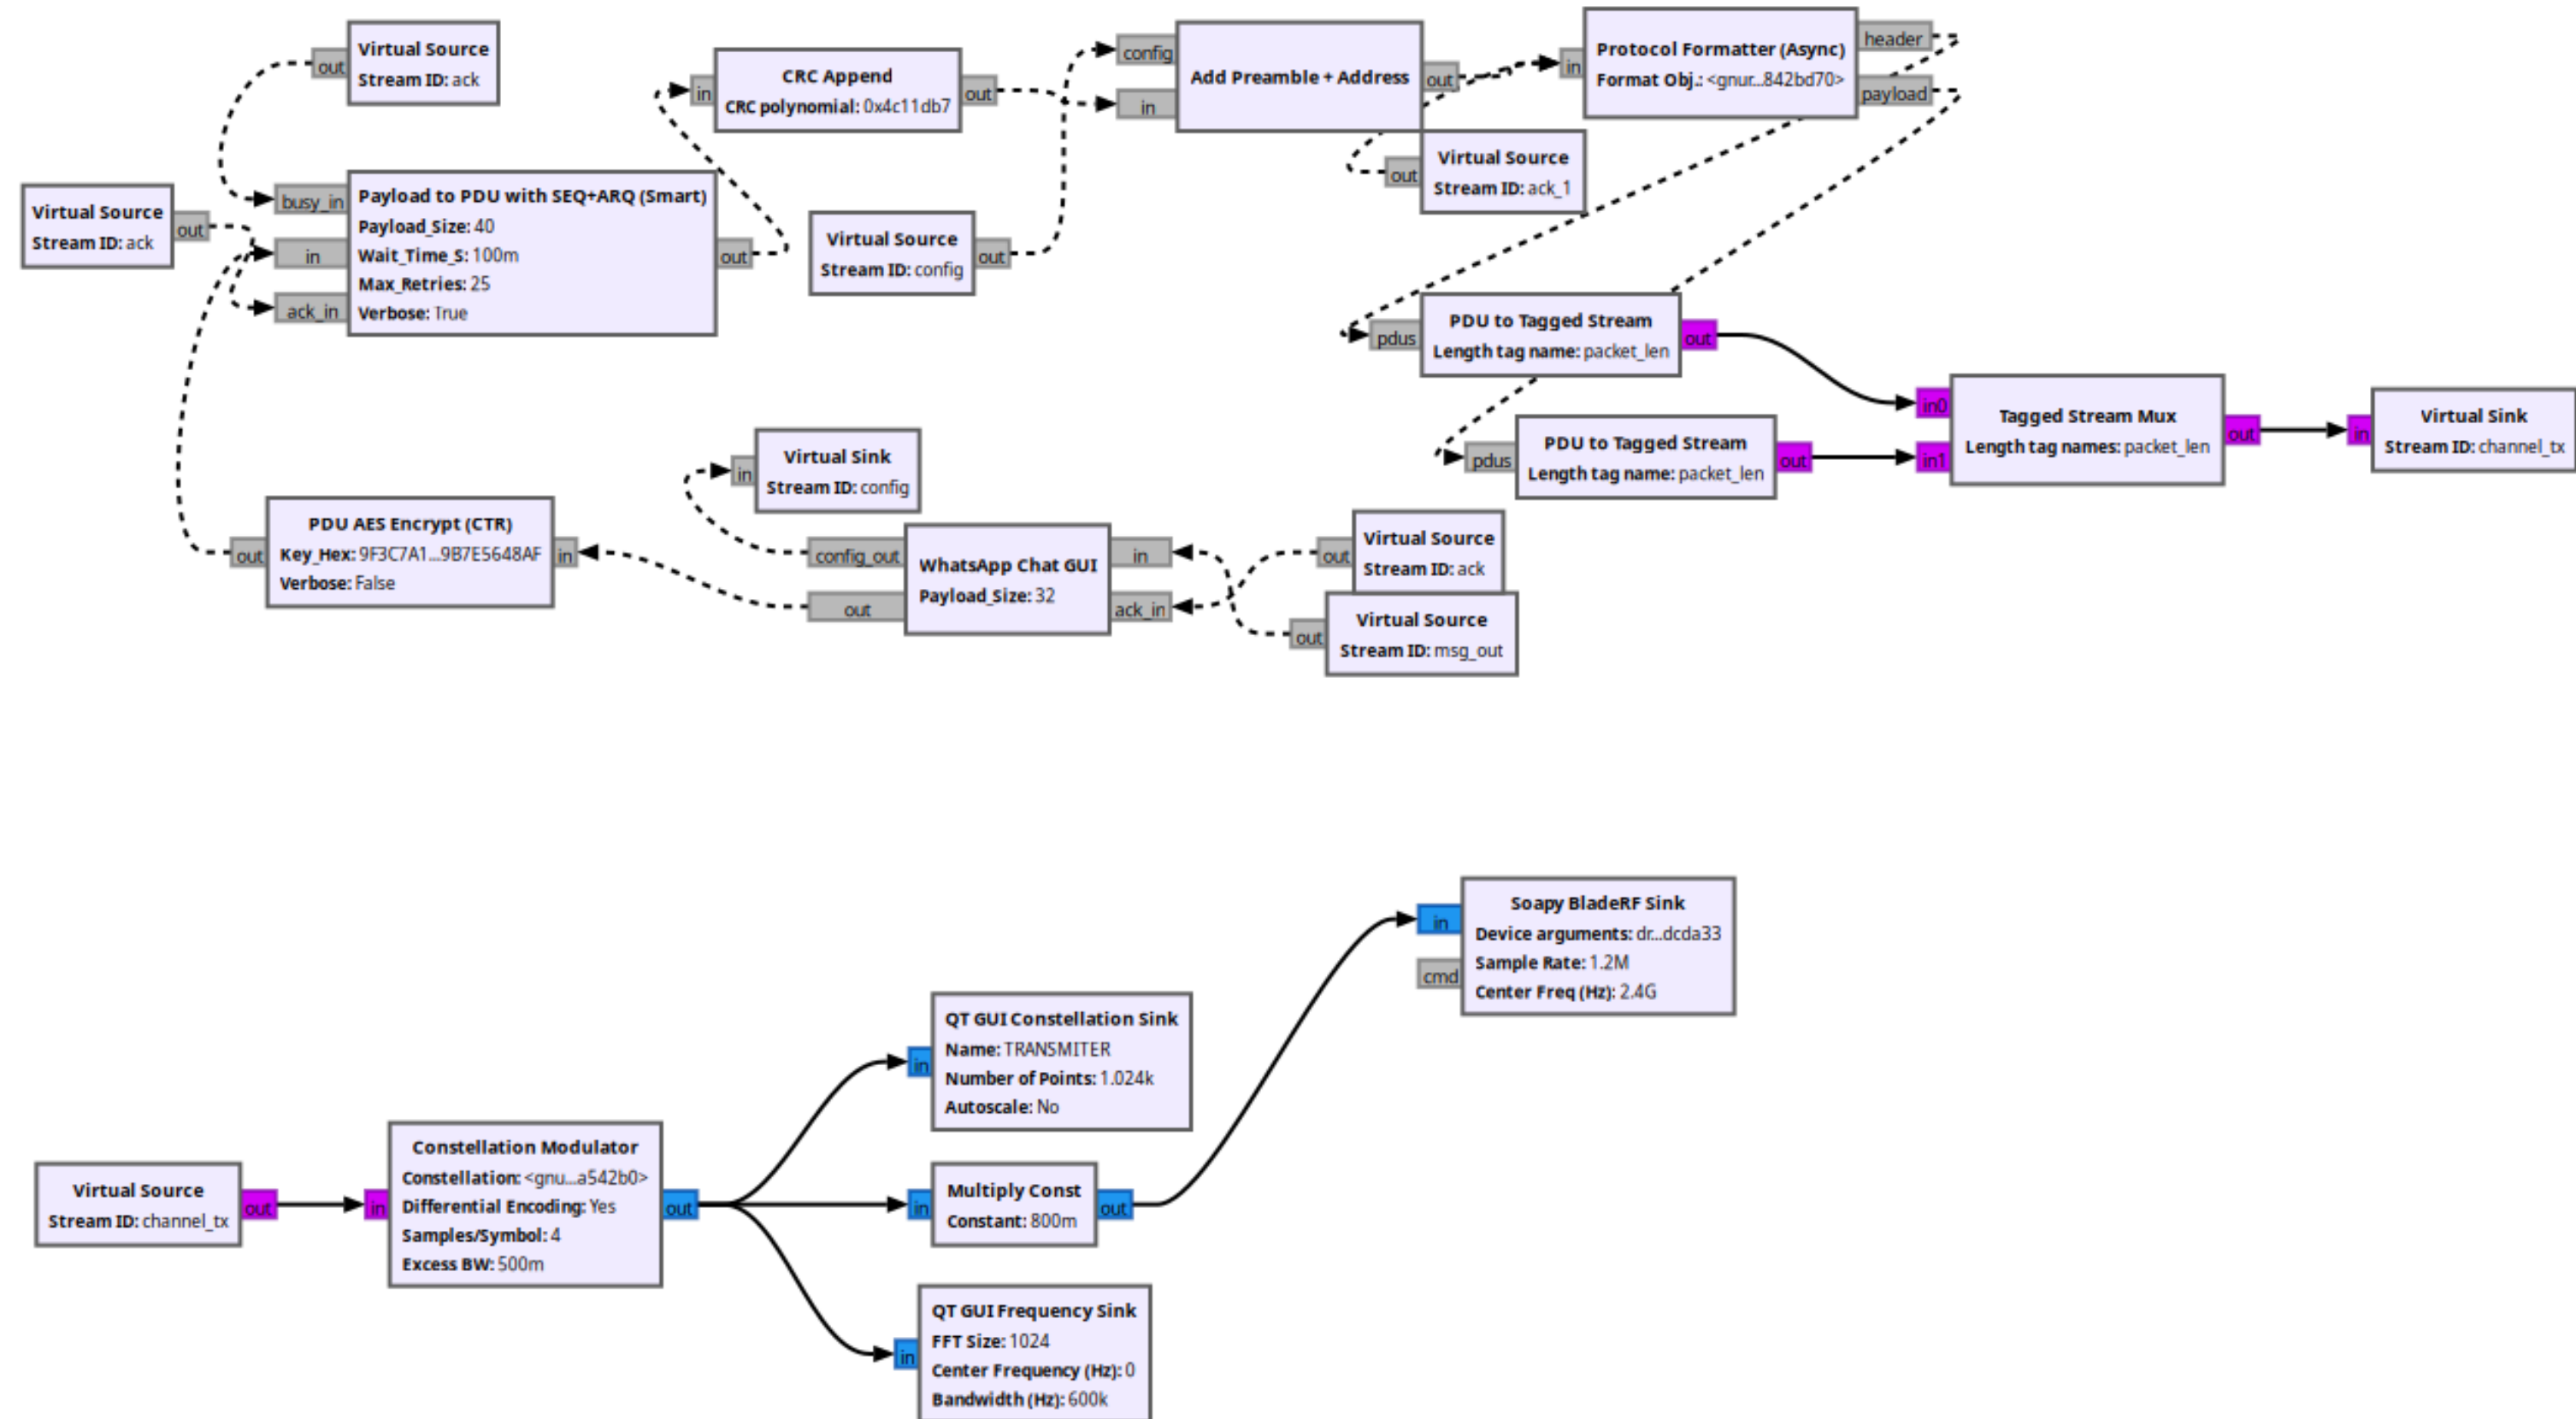 Virtual Source
Stream ID: ack
out
Virtual Source
Stream ID: ack
out
busy_in
in
ack_in
Payload to PDU with SEQ+ARQ (Smart)
Payload_Size: 40
Wait_Time_S: 100m
Max_Retries: 25
Verbose: True
out
in
CRC Append
CRC polynomial: 0x4c11db7
out
Virtual Source
Stream ID: config
out
config
in
Add Preamble + Address
out
out
Virtual Source
Stream ID: ack_1
in
Protocol Formatter (Async)
Format Obj.: <gnur...842bd70>
header
payload
pdus
PDU to Tagged Stream
Length tag name: packet_len
out
pdus
PDU to Tagged Stream
Length tag name: packet_len
out
in0
in1
Tagged Stream Mux
Length tag names: packet_len
out
in
Virtual Sink
Stream ID: channel_tx
in
Virtual Sink
Stream ID: config
out
PDU AES Encrypt (CTR)
Key_Hex: 9F3C7A1...9B7E5648AF
Verbose: False
in
config_out
out
WhatsApp Chat GUI
Payload_Size: 32
in
ack_in
out
Virtual Source
Stream ID: ack
out
Virtual Source
Stream ID: msg_out
in
cmd
Soapy BladeRF Sink
Device arguments: dr...dcda33
Sample Rate: 1.2M
Center Freq (Hz): 2.4G
in
QT GUI Constellation Sink
Name: TRANSMITER
Number of Points: 1.024k
Autoscale: No
Virtual Source
Stream ID: channel_tx
out
in
Constellation Modulator
Constellation: <gnu...a542b0>
Differential Encoding: Yes
Samples/Symbol: 4
Excess BW: 500m
out
in
Multiply Const
Constant: 800m
out
in
QT GUI Frequency Sink
FFT Size: 1024
Center Frequency (Hz): 0
Bandwidth (Hz): 600k